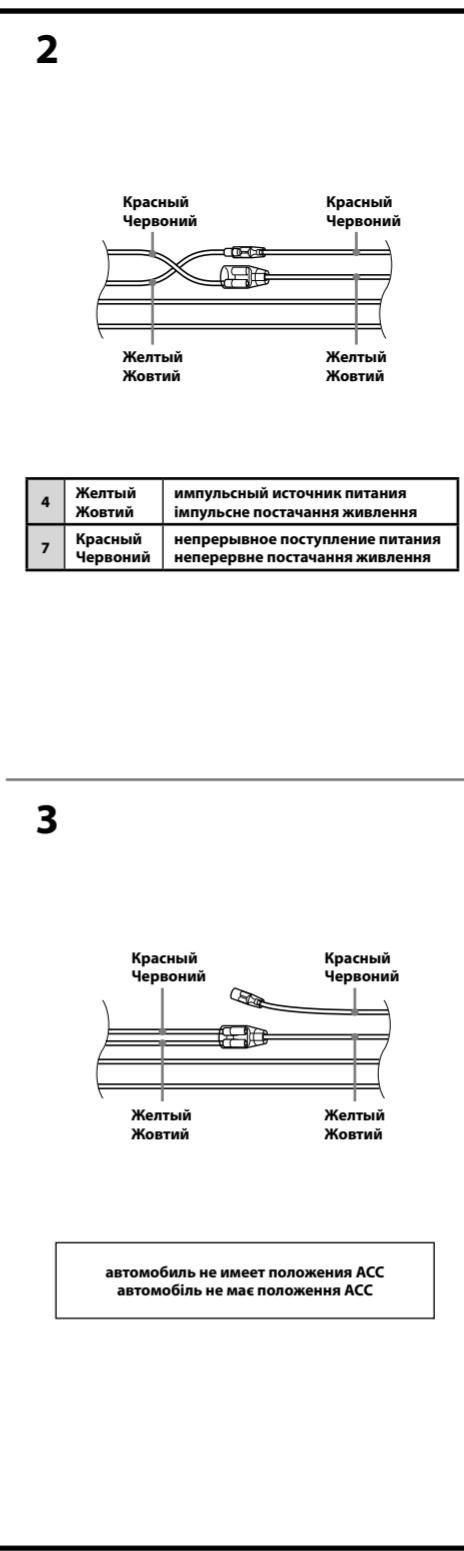 2
Красный
Червоний
Красный
Червоний
Желтый
Жовтий
Желтый
Жовтий
4
Желтый
Жовтий
импульсный источник питания
імпульсне постачання живлення
7
Красный
Червоний
непрерывное поступление питания
неперервне постачання живлення
3
Красный
Червоний
Красный
Червоний
Желтый
Жовтий
Желтый
Жовтий
автомобиль не имеет положения ACC
автомобіль не має положення ACC